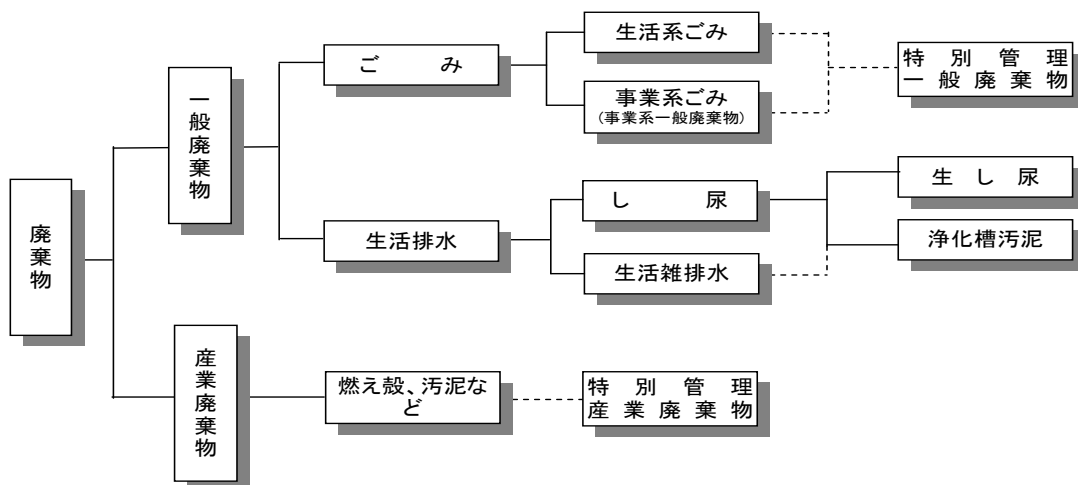 廃棄物
一般廃棄物
産業廃棄物
ごみ
生活排水
燃え殻、汚泥な
ど
生活系ごみ
事業系ごみ
（事業系一般廃棄物）
し尿
生活雑排水
特別管理
産業廃棄物
特別管理
一般廃棄物
生し尿
浄化槽汚泥